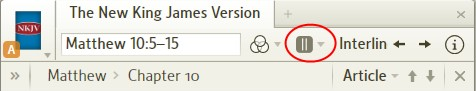 The New King James Version
NKJV
A
Matthew 10:5–15
Interlin
i
Matthew > Chapter 10
Article